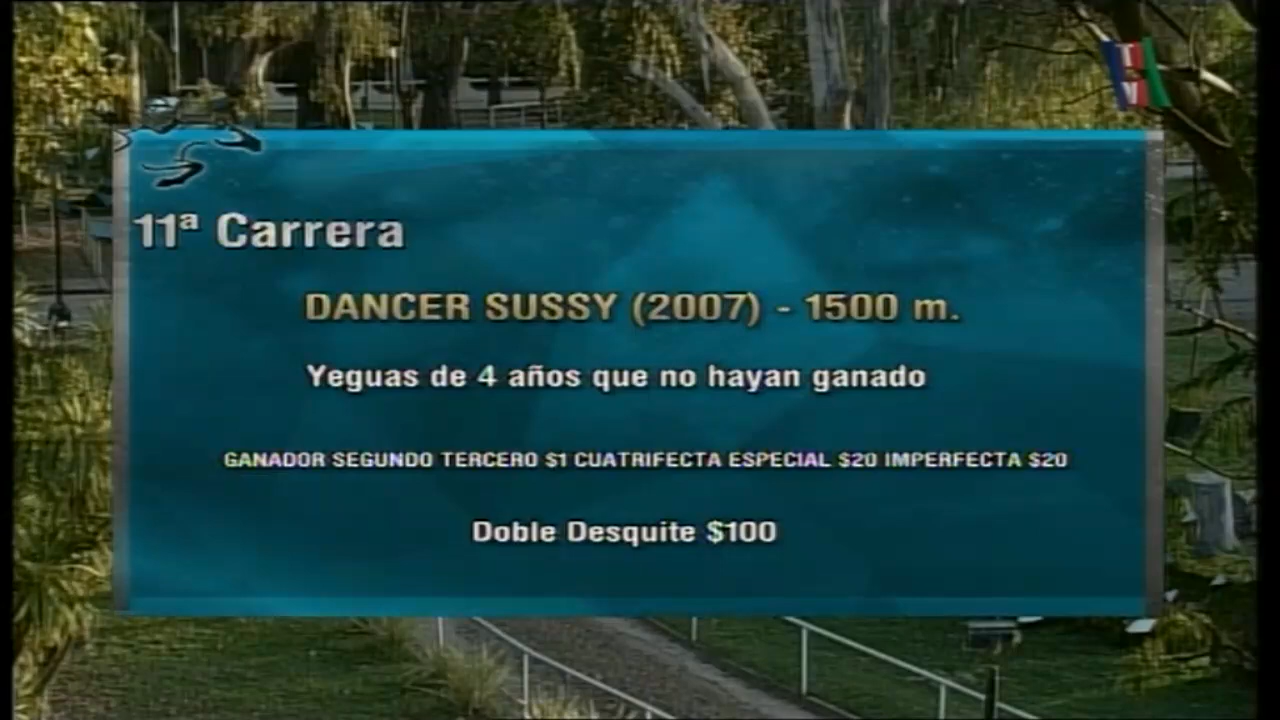 11ª Carrera
DANCER SUSSY (2007) - 1500 m.
Yeguas de 4 años que no hayan ganado
GANADOR SEGUNDO TERCERO $1 CUATRIFECTA ESPECIAL $20 IMPERFECTA $20
Doble Desquite $100